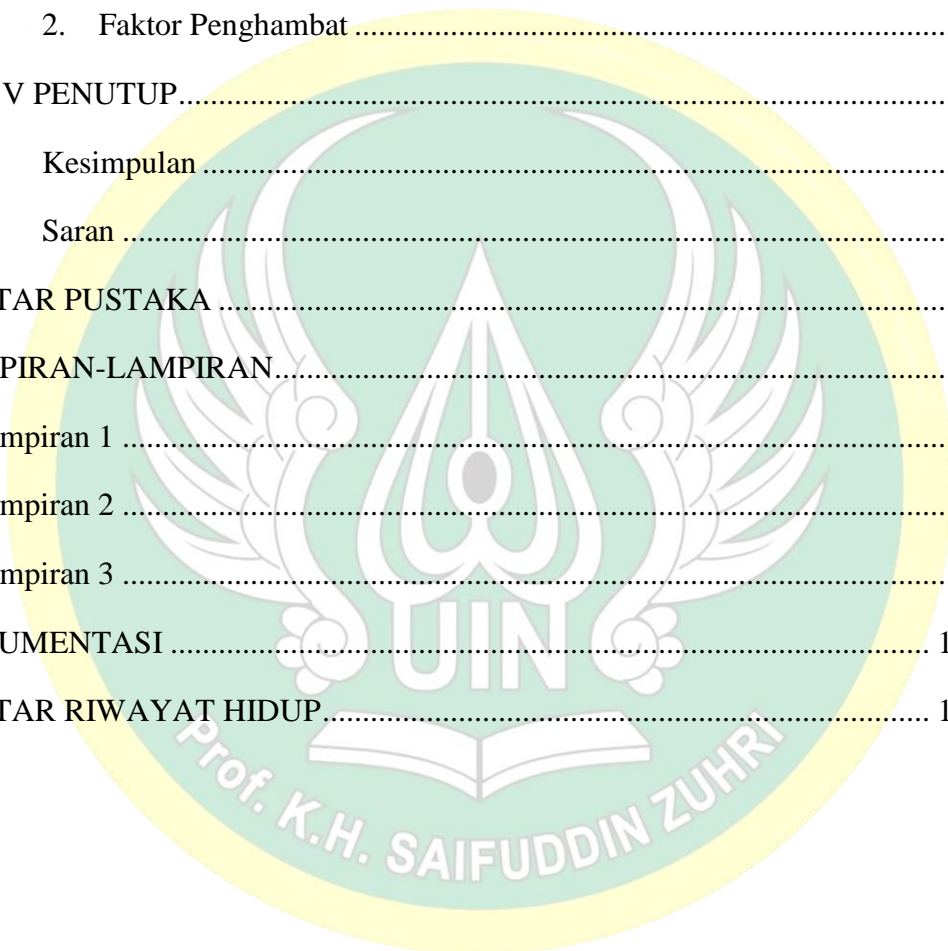 2. Faktor Penghambat ........................................................................
V PENUTUP........................................................................
Kesimpulan ........................................................................
Saran ........................................................................
TAR PUSTAKA ........................................................................
PIRAN-LAMPIRAN........................................................................
mpiran 1 ........................................................................
mpiran 2 ........................................................................
mpiran 3 ........................................................................
UMENTASI ........................................................................ 1
TAR RIWAYAT HIDUP........................................................................ 1
UIN
Prof. K.H. SAIFUDDIN ZUHRI